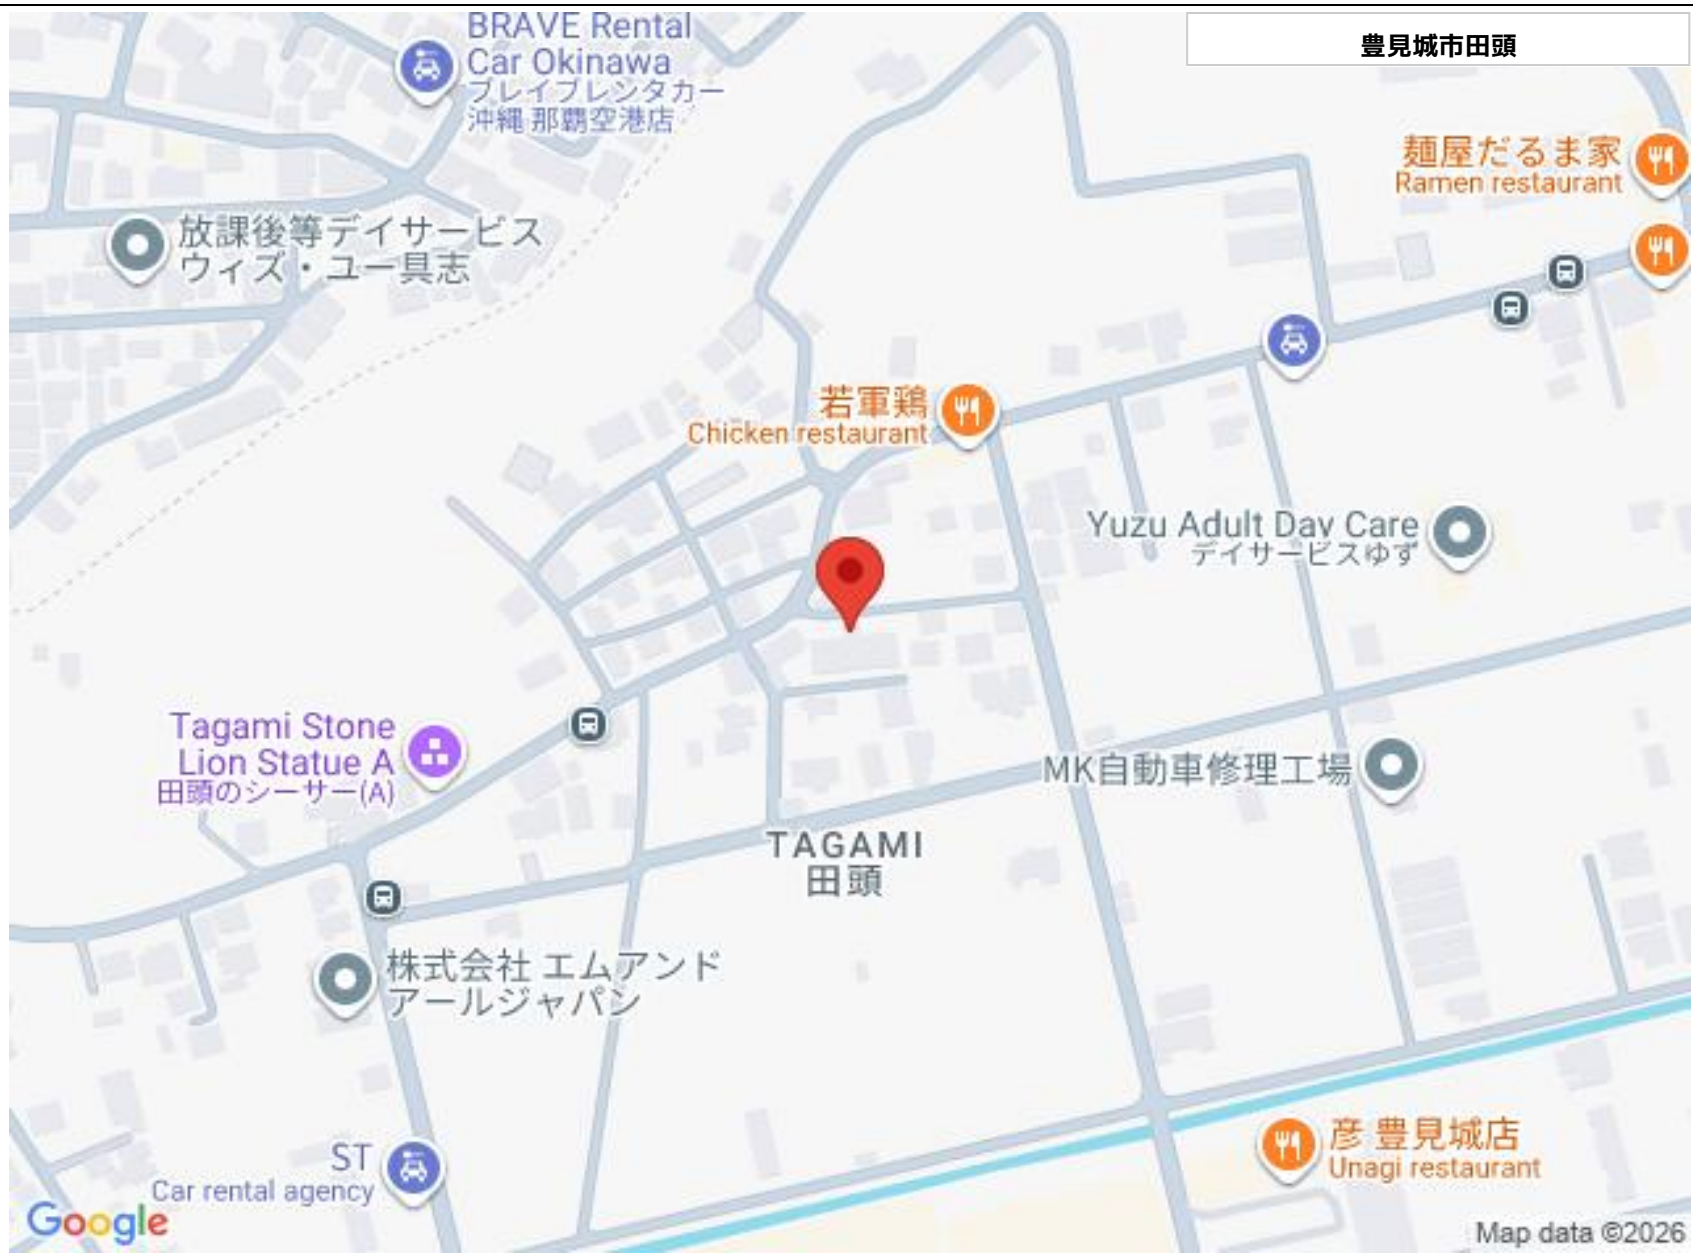 豊見城市田頭
BRAVE Rental
Car Okinawa
ブレイブレンタカー
沖縄 那覇空港店
麺屋だるま家
Ramen restaurant
放課後等デイサービス
ウィズ・ユー具志
若軍鶏
Chicken restaurant
Yuzu Adult Day Care
デイサービスゆず
Tagami Stone
Lion Statue A
田頭のシーサー(A)
MK自動車修理工場
TAGAMI
田頭
株式会社 エムアンド
アールジャパン
彦 豊見城店
Unagi restaurant
ST
Car rental agency
Google
Map data ©2026